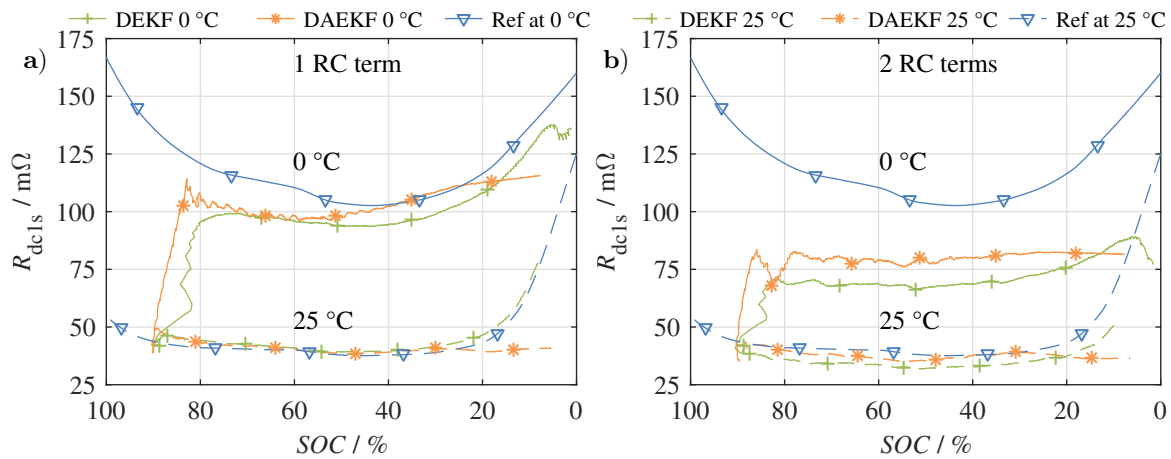 DEKF 0 °C DAEKF 0 °C Ref at 0 °C
DEKF 25 °C DAEKF 25 °C Ref at 25 °C
a)
1 RC term
0 °C
25 °C
175
150
125
100
75
50
25
R_dc1s / mΩ
100 80 60 40 20 0
SOC / %
b)
2 RC terms
0 °C
25 °C
175
150
125
100
75
50
25
R_dc1s / mΩ
100 80 60 40 20 0
SOC / %